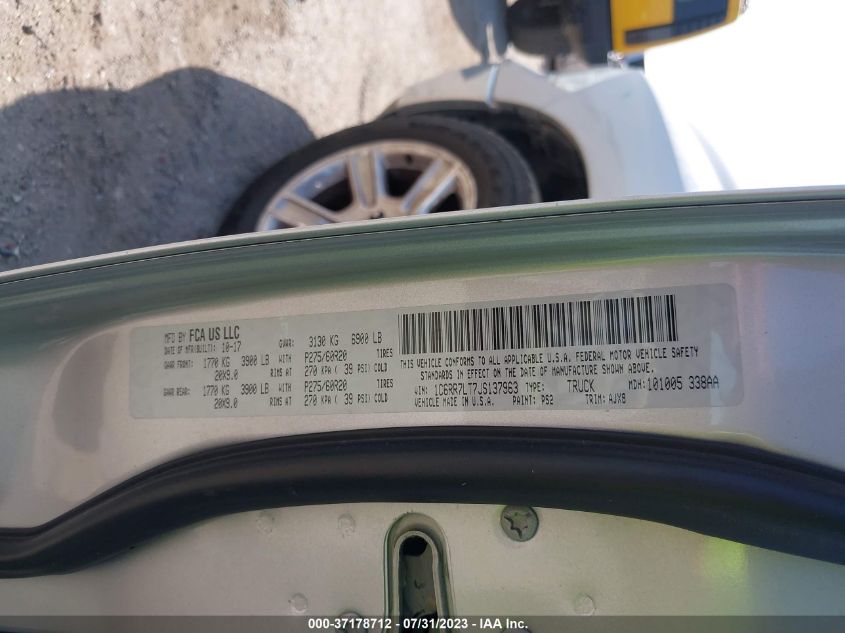 MFD BY FCA US LLC
DATE OF MFR(BUILT): 10-17 GVWR: 3130 KG 6900 LB
GAWR FRONT: 1770 KG 3900 LB WITH P275/60R20 TIRES
20X9.0 RIMS AT 270 KPA ( 39 PSI) COLD
GAWR REAR: 1770 KG 3900 LB WITH P275/60R20 TIRES
20X9.0 RIMS AT 270 KPA ( 39 PSI) COLD
THIS VEHICLE CONFORMS TO ALL APPLICABLE U.S.A. FEDERAL MOTOR VEHICLE SAFETY
STANDARDS IN EFFECT ON THE DATE OF MANUFACTURE SHOWN ABOVE.
VIN: 1C6RR7LT7JS137963 TYPE: TRUCK MDH: 101005 338AA
VEHICLE MADE IN U.S.A. PAINT: PS2 TRIM: AJX8
000-37178712 - 07/31/2023 - IAA Inc.